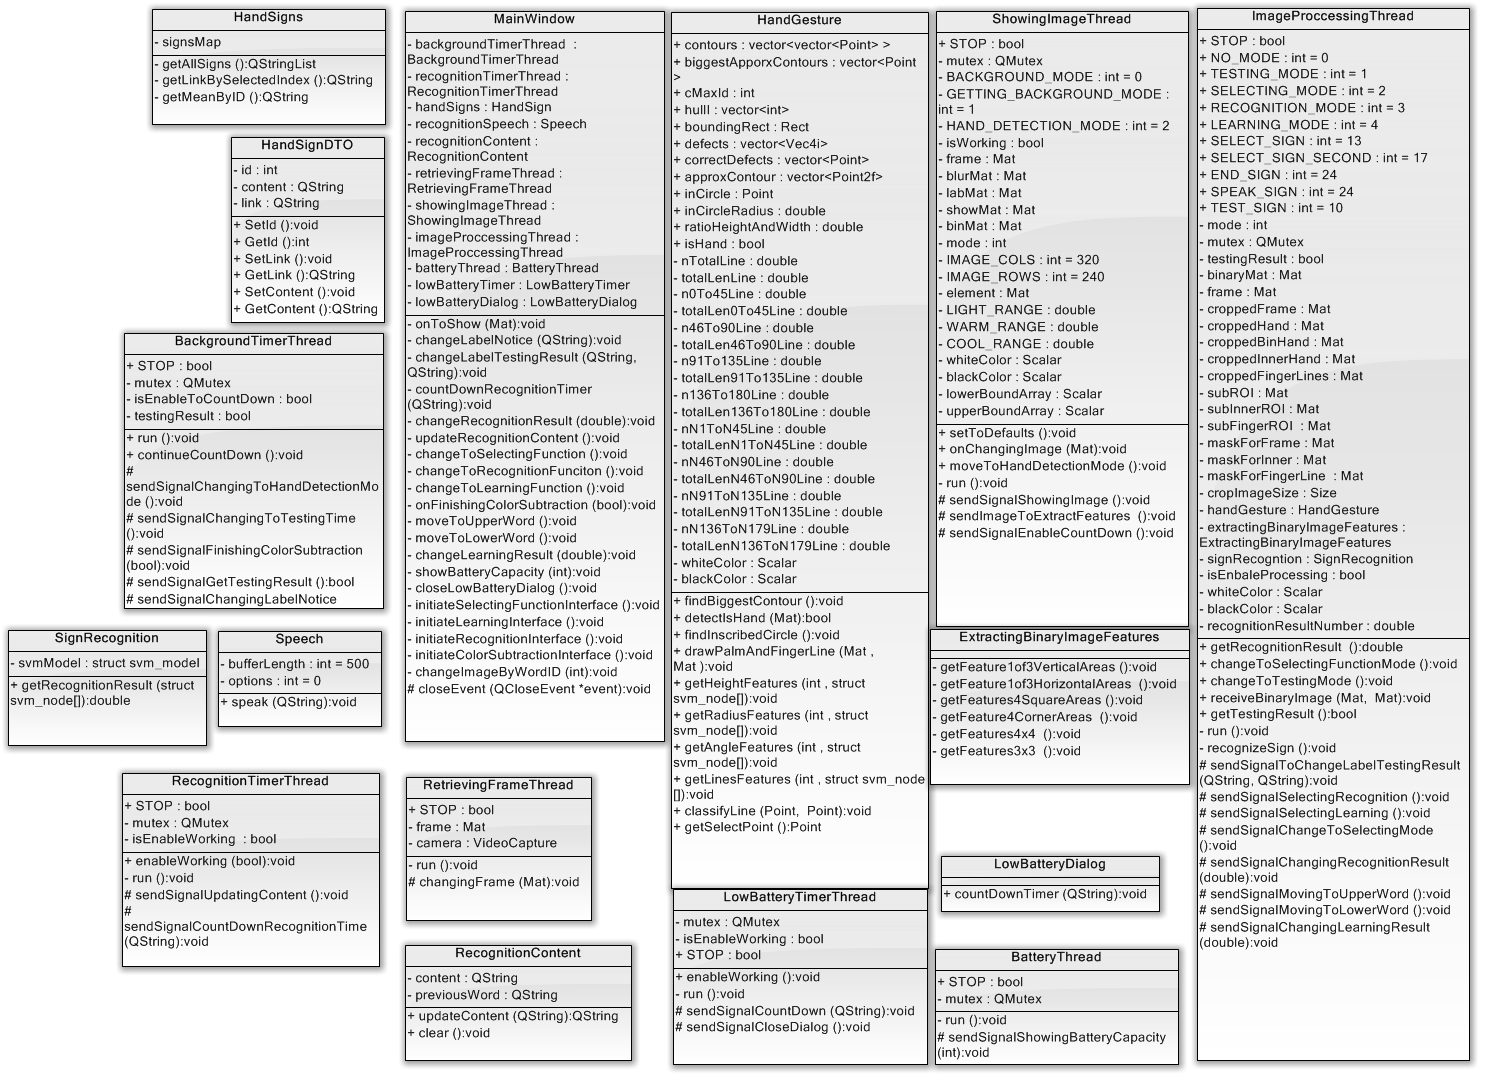 HandSigns
- signsMap
- getAllSigns ():QStringList
- getLinkBySelectedIndex ():QString
- getMeanByID ():QString
HandSignDTO
- id : int
- content : QString
- link : QString
+ SetId ():void
+ GetId ():int
+ SetLink ():void
+ GetLink ():QString
+ SetContent ():void
+ GetContent ():QString
BackgroundTimerThread
+ STOP : bool
- mutex : QMutex
- isEnableToCountDown : bool
- testingResult : bool
+ run ():void
+ continueCountDown ():void
#
sendSignalChangingToHandDetectionMo
de ():void
# sendSignalChangingToTestingTime
():void
# sendSignalFinishingColorSubtraction
(bool):void
# sendSignalGetTestingResult ():bool
# sendSignalChangingLabelNotice
SignRecognition
- svmModel : struct svm_model
+ getRecognitionResult (struct
svm_node[]):double
Speech
- bufferLength : int = 500
- options : int = 0
+ speak (QString):void
RecognitionTimerThread
+ STOP : bool
- mutex : QMutex
- isEnableWorking : bool
+ enableWorking (bool):void
- run ():void
# sendSignalUpdatingContent ():void
#
sendSignalCountDownRecognitionTime
(QString):void
MainWindow
- backgroundTimerThread :
BackgroundTimerThread
- recognitionTimerThread :
RecognitionTimerThread
- handSigns : HandSign
- recognitionSpeech : Speech
- recognitionContent :
RecognitionContent
- retrievingFrameThread :
RetrievingFrameThread
- showingImageThread :
ShowingImageThread
- imageProccessingThread :
ImageProccessingThread
- batteryThread : BatteryThread
- lowBatteryTimer : LowBatteryTimer
- lowBatteryDialog : LowBatteryDialog
- onToShow (Mat):void
- changeLabelNotice (QString):void
- changeLabelTestingResult (QString,
QString):void
- countDownRecognitionTimer
(QString):void
- changeRecognitionResult (double):void
- updateRecognitionContent ():void
- changeToSelectingFunction ():void
- changeToRecognitionFunciton ():void
- changeToLearningFunction ():void
- onFinishingColorSubtraction (bool):void
- moveToUpperWord ():void
- moveToLowerWord ():void
- changeLearningResult (double):void
- showBatteryCapacity (int):void
- closeLowBatteryDialog ():void
- initiateSelectingFunctionInterface ():void
- initiateLearningInterface ():void
- initiateRecognitionInterface ():void
- initiateColorSubtractionInterface ():void
- changeImageByWordID (int):void
# closeEvent (QCloseEvent *event):void
RetrievingFrameThread
+ STOP : bool
- frame : Mat
- camera : VideoCapture
- run ():void
# changingFrame (Mat):void
RecognitionContent
- content : QString
- previousWord : QString
+ updateContent (QString):QString
+ clear ():void
HandGesture
+ contours : vector<vector<Point> >
+ biggestApporxContours : vector<Point
>
+ cMaxId : int
+ hulll : vector<int>
+ boundingRect : Rect
+ defects : vector<Vec4i>
+ correctDefects : vector<Point>
+ approxContour : vector<Point2f>
+ inCircle : Point
+ inCircleRadius : double
+ ratioHeightAndWidth : double
+ isHand : bool
- nTotalLine : double
- totalLenLine : double
- n0To45Line : double
- totalLen0To45Line : double
- n46To90Line : double
- totalLen46To90Line : double
- n91To135Line : double
- totalLen91To135Line : double
- n136To180Line : double
- totalLen136To180Line : double
- nN1ToN45Line : double
- totalLenN1ToN45Line : double
- nN46ToN90Line : double
- totalLenN46ToN90Line : double
- nN91ToN135Line : double
- totalLenN91ToN135Line : double
- nN136ToN179Line : double
- totalLenN136ToN179Line : double
- whiteColor : Scalar
- blackColor : Scalar
+ findBiggestContour ():void
+ detectIsHand (Mat):bool
+ findInscribedCircle ():void
+ drawPalmAndFingerLine (Mat ,
Mat ):void
+ getHeightFeatures (int , struct
svm_node[]):void
+ getRadiusFeatures (int , struct
svm_node[]):void
+ getAngleFeatures (int , struct
svm_node[]):void
+ getLinesFeatures (int , struct svm_node
[]):void
+ classifyLine (Point, Point):void
+ getSelectPoint ():Point
LowBatteryTimerThread
- mutex : QMutex
- isEnableWorking : bool
+ STOP : bool
+ enableWorking ():void
- run ():void
# sendSignalCountDown (QString):void
# sendSignalCloseDialog ():void
ShowingImageThread
+ STOP : bool
- mutex : QMutex
- BACKGROUND_MODE : int = 0
- GETTING_BACKGROUND_MODE :
int = 1
- HAND_DETECTION_MODE : int = 2
- isWorking : bool
- frame : Mat
- blurMat : Mat
- labMat : Mat
- showMat : Mat
- binMat : Mat
- mode : int
- IMAGE_COLS : int = 320
- IMAGE_ROWS : int = 240
- element : Mat
- LIGHT_RANGE : double
- WARM_RANGE : double
- COOL_RANGE : double
- whiteColor : Scalar
- blackColor : Scalar
- lowerBoundArray : Scalar
- upperBoundArray : Scalar
+ setToDefaults ():void
+ onChangingImage (Mat):void
+ moveToHandDetectionMode ():void
- run ():void
# sendSignalShowingImage ():void
# sendImageToExtractFeatures ():void
# sendSignalEnableCountDown ():void
ExtractingBinaryImageFeatures
- getFeature1of3VerticalAreas ():void
- getFeature1of3HorizontalAreas ():void
- getFeatures4SquareAreas ():void
- getFeature4CornerAreas ():void
- getFeatures4x4 ():void
- getFeatures3x3 ():void
LowBatteryDialog
+ countDownTimer (QString):void
BatteryThread
+ STOP : bool
- mutex : QMutex
- run ():void
# sendSignalShowingBatteryCapacity
(int):void
ImageProccessingThread
+ STOP : bool
+ NO_MODE : int = 0
+ TESTING_MODE : int = 1
+ SELECTING_MODE : int = 2
+ RECOGNITION_MODE : int = 3
+ LEARNING_MODE : int = 4
+ SELECT_SIGN : int = 13
+ SELECT_SIGN_SECOND : int = 17
+ END_SIGN : int = 24
+ SPEAK_SIGN : int = 24
+ TEST_SIGN : int = 10
- mode : int
- mutex : QMutex
- testingResult : bool
- binaryMat : Mat
- frame : Mat
- croppedFrame : Mat
- croppedHand : Mat
- croppedBinHand : Mat
- croppedInnerHand : Mat
- croppedFingerLines : Mat
- subROI : Mat
- subInnerROI : Mat
- subFingerROI : Mat
- maskForFrame : Mat
- maskForInner : Mat
- maskForFingerLine : Mat
- cropImageSize : Size
- handGesture : HandGesture
- extractingBinaryImageFeatures :
ExtractingBinaryImageFeatures
- signRecogntion : SignRecognition
- isEnbaleProcessing : bool
- whiteColor : Scalar
- blackColor : Scalar
- recognitionResultNumber : double
- getRecognitionResult ():double
+ changeToSelectingFunctionMode ():void
+ changeToTestingMode ():void
+ receiveBinaryImage (Mat, Mat):void
+ getTestingResult ():bool
- run ():void
- recognizeSign ():void
# sendSignalToChangeLabelTestingResult
(QString, QString):void
# sendSignalSelectingRecognition ():void
# sendSignalSelectingLearning ():void
# sendSignalChangeToSelectingMode
():void
# sendSignalChangingRecognitionResult
(double):void
# sendSignalMovingToUpperWord ():void
# sendSignalMovingToLowerWord ():void
# sendSignalChangingLearningResult
(double):void